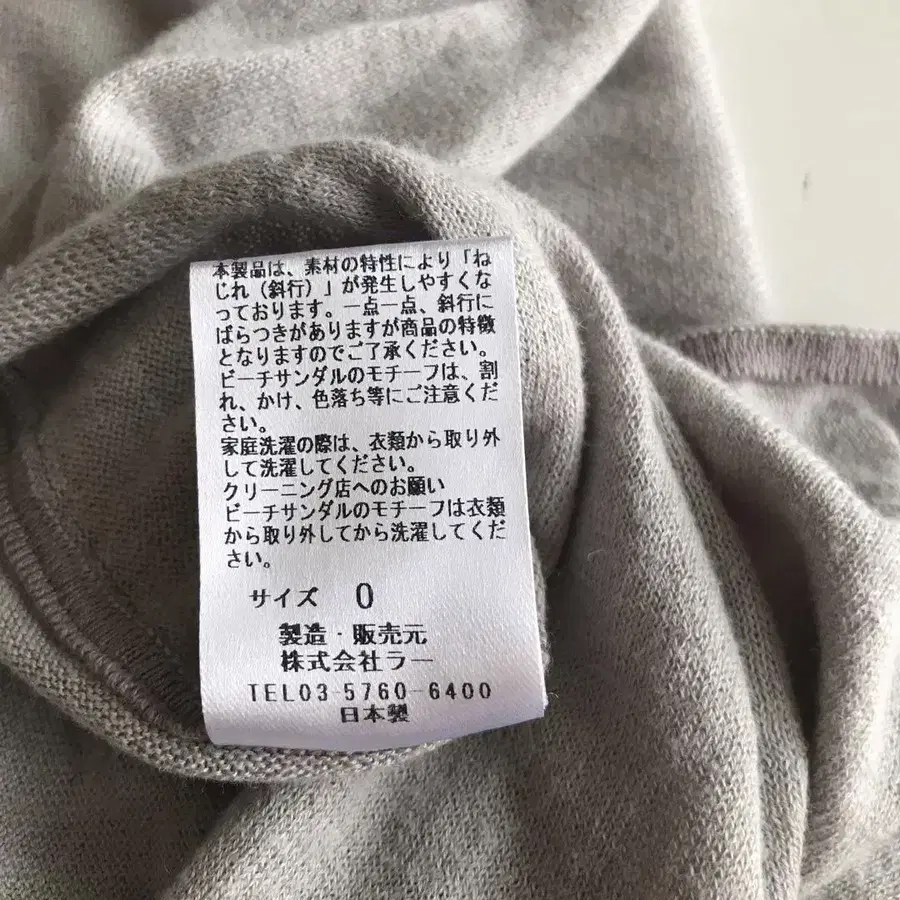 本製品は、素材の特性により「ね
じれ（斜行）」が発生しやすくな
っております。一点一点、斜行に
ばらつきがありますが商品の特徴
となりますのでご了承ください。
ビーチサンダルのモチーフは、割
れ、かけ、色落ち等にご注意くだ
さい。
家庭洗濯の際は、衣類から取り外
して洗濯してください。
クリーニング店へのお願い
ビーチサンダルのモチーフは衣類
から取り外してから洗濯してくだ
さい。
サイズ 0
製造・販売元
株式会社ラー
TEL03-5760-6400
日本製